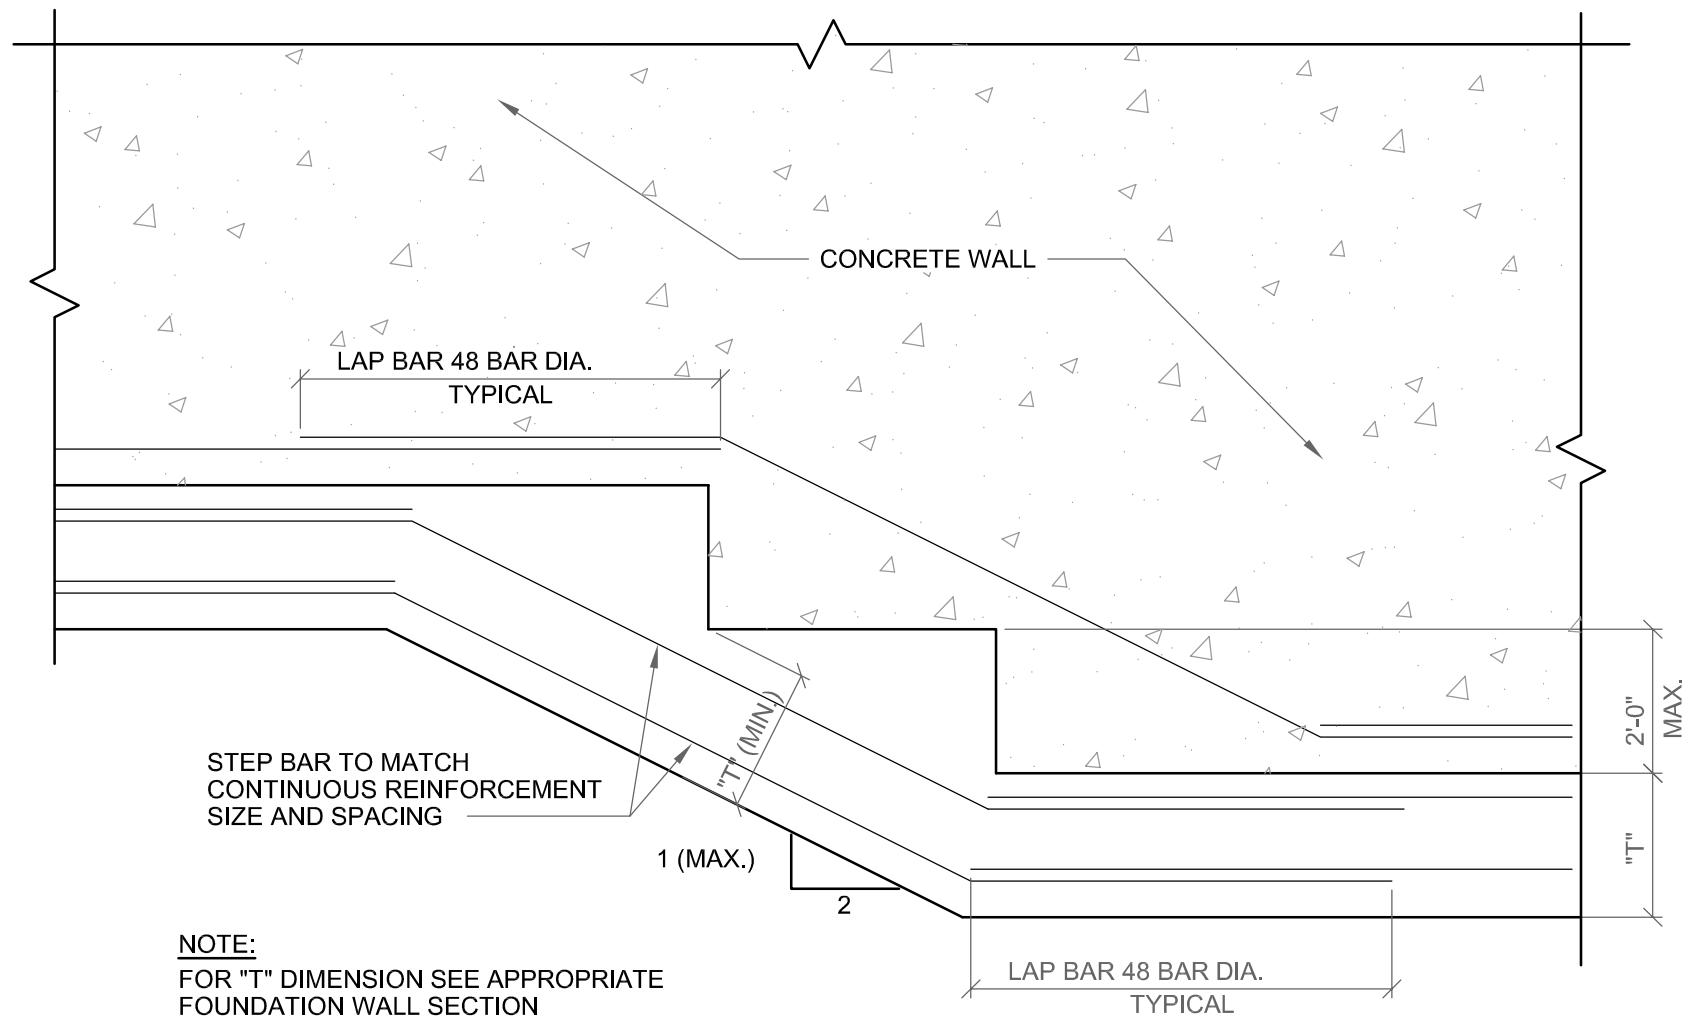 CONCRETE WALL
LAP BAR 48 BAR DIA.
TYPICAL
2'-0"
MAX.
"T" (MIN.)
STEP BAR TO MATCH
CONTINUOUS REINFORCEMENT
SIZE AND SPACING
"T"
1 (MAX.)
2
NOTE:
FOR "T" DIMENSION SEE APPROPRIATE
FOUNDATION WALL SECTION
LAP BAR 48 BAR DIA.
TYPICAL